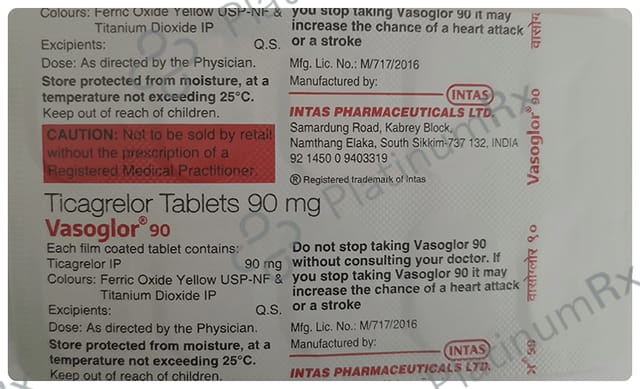 Colours: Ferric Oxide Yellow USP-NF &
Titanium Dioxide IP
Excipients: Q.S.
Dose: As directed by the Physician.
Store protected from moisture, at a
temperature not exceeding 25°C.
Keep out of reach of children.
CAUTION: Not to be sold by retail
without the prescription of a
Registered Medical Practitioner.
you stop taking Vasoglor 90 it may
increase the chance of a heart attack
or a stroke
Mfg. Lic. No.: M/717/2016
Manufactured by:
INTAS
INTAS PHARMACEUTICALS LTD.
Samardung Road, Kabrey Block,
Namthang Elaka, South Sikkim-737 132, INDIA
92 1450 0 9403319
® Registered trademark of Intas
Ticagrelor Tablets 90 mg
Vasoglor® 90
Each film coated tablet contains:
Ticagrelor IP 90 mg
Colours: Ferric Oxide Yellow USP-NF &
Titanium Dioxide IP
Excipients: Q.S.
Dose: As directed by the Physician.
Store protected from moisture, at a
temperature not exceeding 25°C.
Keep out of reach of children.
Do not stop taking Vasoglor 90
without consulting your doctor. If
you stop taking Vasoglor 90 it may
increase the chance of a heart attack
or a stroke
Mfg. Lic. No.: M/717/2016
Manufactured by:
INTAS
INTAS PHARMACEUTICALS LTD.
Vasoglor® 90
वासोग्लोर ९०
PlatinumRx
PlatinumRx